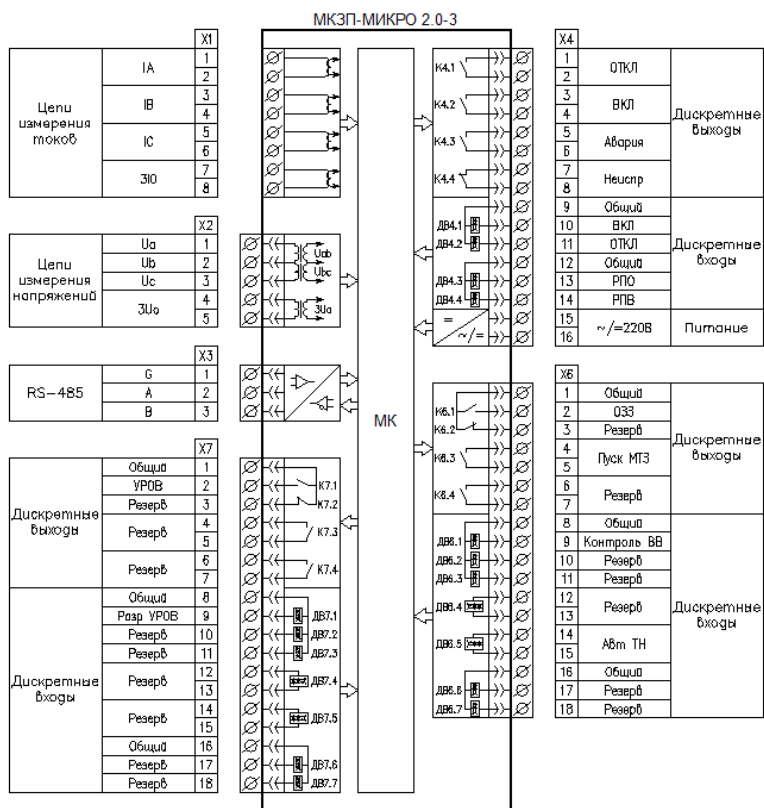 МКЗП-МИКРО 2.0-3
X1
Цепи измерения токов
IA 1 2
IB 3 4
IC 5 6
3I0 7 8
X2
Цепи измерения напряжений
Ua 1
Ub 2
Uc 3
3Uo 4 5
Uab
Ubc
3Uo
X3
RS-485
G 1
A 2
B 3
X7
Дискретные выходы
Общий 1
УРОВ 2
Резерв 3
Резерв 4 5
Резерв 6 7
K7.1
K7.2
K7.3
K7.4
Дискретные входы
Общий 8
Разр УРОВ 9
Резерв 10
Резерв 11
Резерв 12 13
Резерв 14 15
Общий 16
Резерв 17
Резерв 18
ДВ7.1
ДВ7.2
ДВ7.3
ДВ7.4
ДВ7.5
ДВ7.6
ДВ7.7
МК
X4
K4.1
K4.2
K4.3
K4.4
1 2 ОТКЛ
3 4 ВКЛ
5 6 Авария
7 8 Неиспр
Дискретные выходы
ДВ4.1
ДВ4.2
ДВ4.3
ДВ4.4
9 Общий
10 ВКЛ
11 ОТКЛ
12 Общий
13 РПО
14 РПВ
Дискретные входы
=
~/=
15 16 ~/=220В
Питание
X6
K6.1
K6.2
K6.3
K6.4
1 Общий
2 ОЗЗ
3 Резерв
4 5 Пуск МТЗ
6 7 Резерв
Дискретные выходы
ДВ6.1
ДВ6.2
ДВ6.3
ДВ6.4
ДВ6.5
ДВ6.6
ДВ6.7
8 Общий
9 Контроль ВВ
10 Резерв
11 Резерв
12 13 Резерв
14 15 АВт ТН
16 Общий
17 Резерв
18 Резерв
Дискретные входы